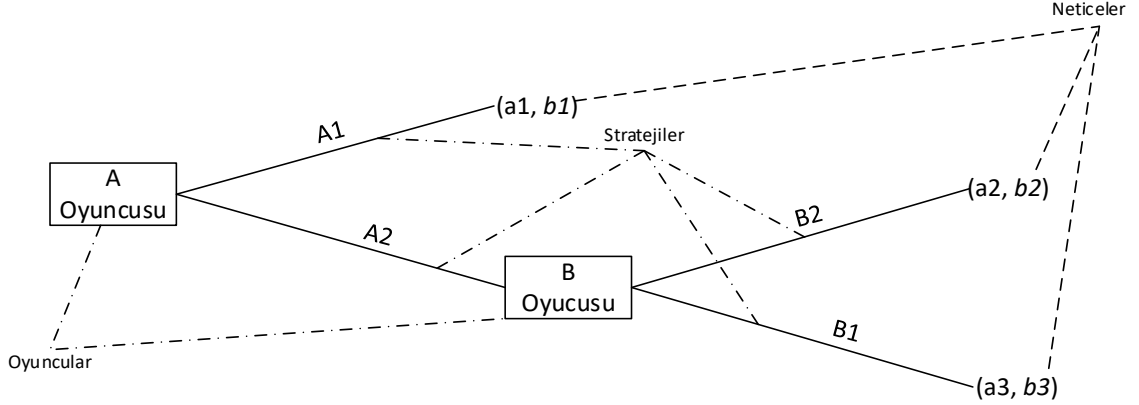 Neticeler
(a1, b1)
A1
Stratejiler
A
Oyuncusu
(a2, b2)
B2
A2
B
Oyucusu
B1
Oyuncular
(a3, b3)